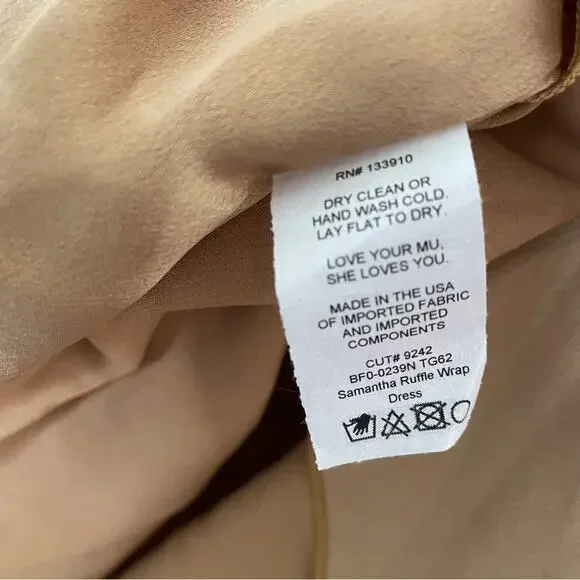 RN# 133910
DRY CLEAN OR
HAND WASH COLD.
LAY FLAT TO DRY.
LOVE YOUR MU,
SHE LOVES YOU.
MADE IN THE USA
OF IMPORTED FABRIC
AND IMPORTED
COMPONENTS
CUT# 9242
BF0-0239N TG62
Samantha Ruffle Wrap
Dress